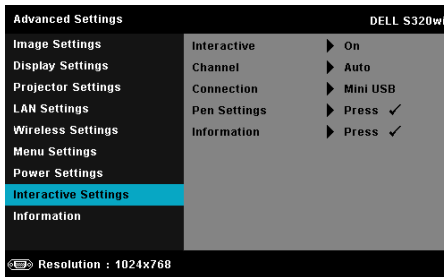 Advanced Settings DELL S320wi
Image Settings Interactive On
Display Settings Channel Auto
Projector Settings Connection Mini USB
LAN Settings Pen Settings Press ✓
Wireless Settings Information Press ✓
Menu Settings
Power Settings
Interactive Settings
Information
Resolution : 1024x768